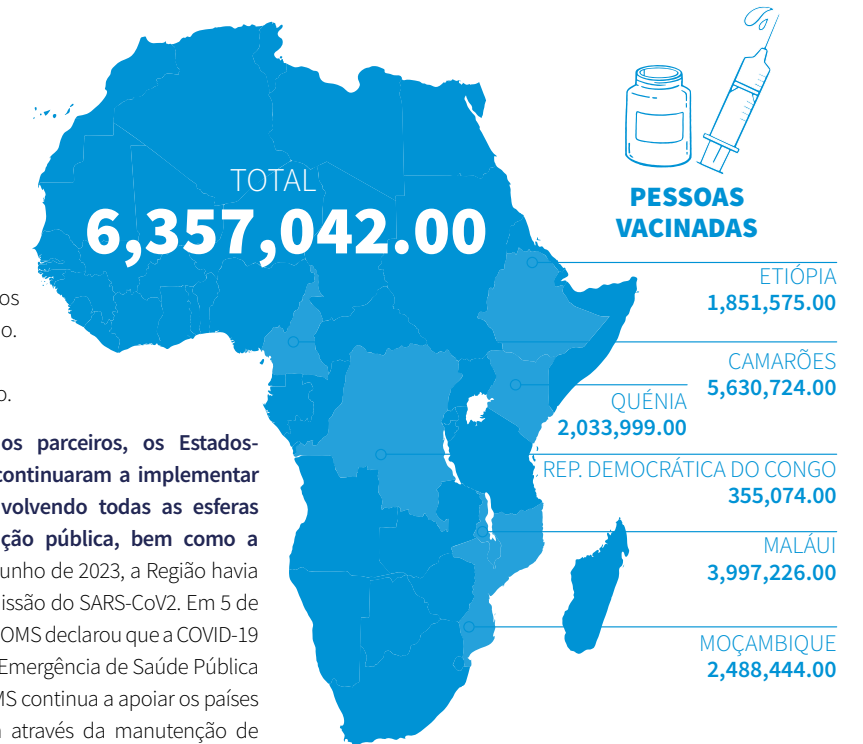 os
o.
o.
os parceiros, os Estados-
continuaram a implementar
volvendo todas as esferas
ção pública, bem como a
unho de 2023, a Região havia
issão do SARS-CoV2. Em 5 de
OMS declarou que a COVID-19
Emergência de Saúde Pública
MS continua a apoiar os países
através da manutenção de
TOTAL
6,357,042.00
PESSOAS
VACINADAS
ETIÓPIA
1,851,575.00
CAMARÕES
5,630,724.00
QUÉNIA
2,033,999.00
REP. DEMOCRÁTICA DO CONGO
355,074.00
MALÁUI
3,997,226.00
MOÇAMBIQUE
2,488,444.00